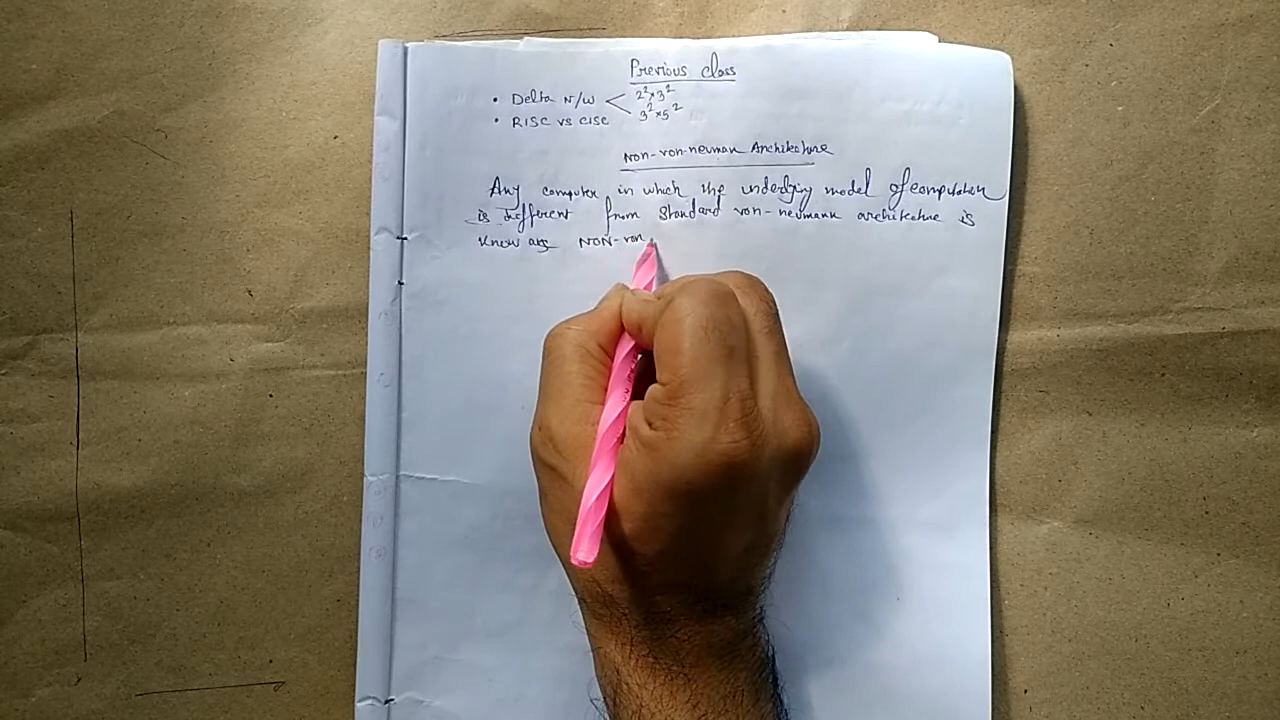 Previous class
• Delta N/W < 2²×3²
3²×5²
• RISC vs CISC
Non-von-neuman Architecture
Any computer in which the underlying model of computation
is different from standard von-neumann architecture is
know as NON-von